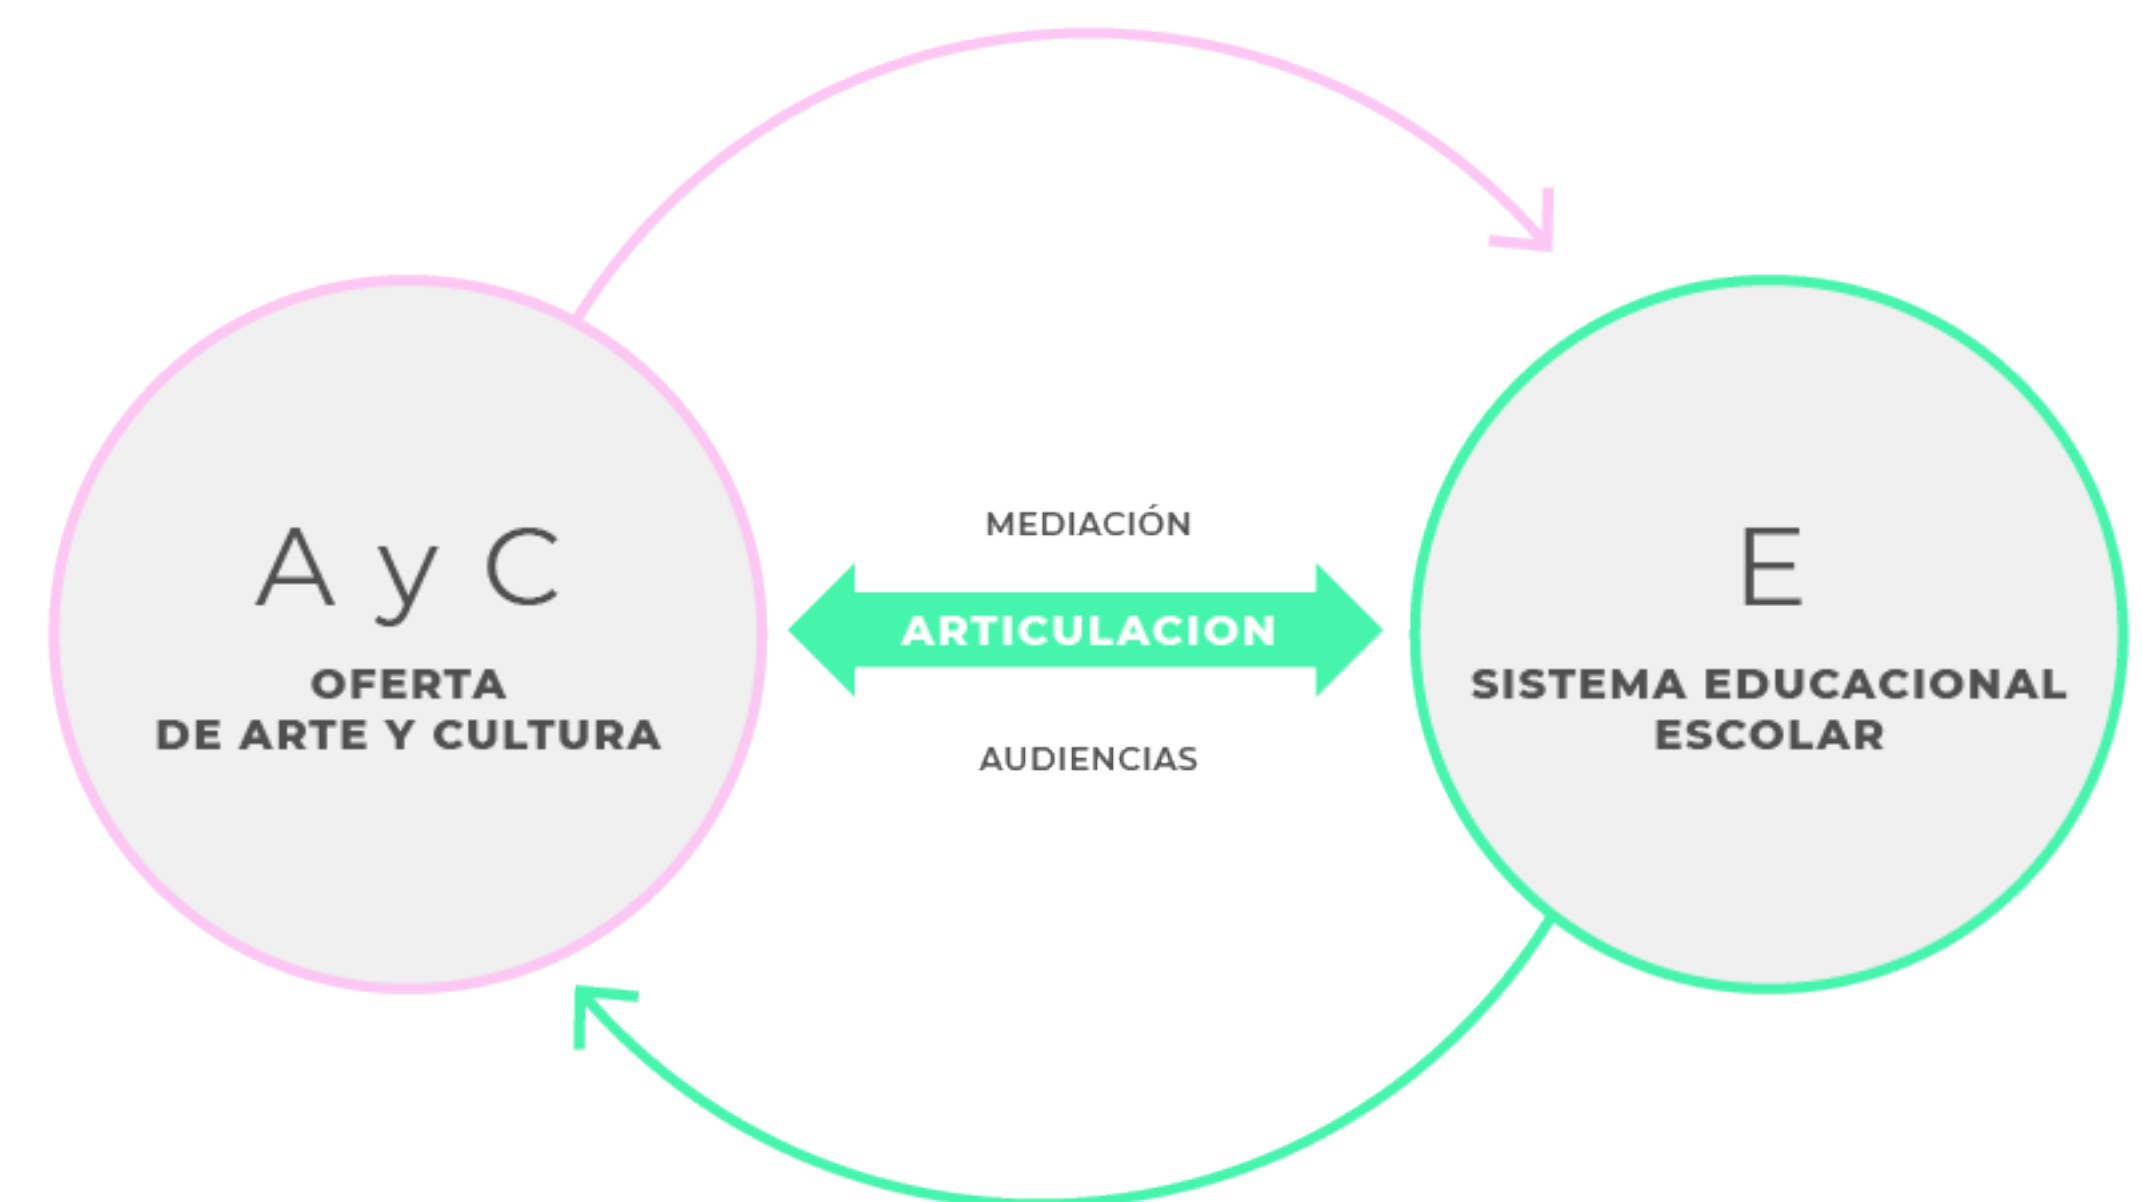 A y C
OFERTA
DE ARTE Y CULTURA
MEDIACIÓN
ARTICULACION
AUDIENCIAS
E
SISTEMA EDUCACIONAL
ESCOLAR